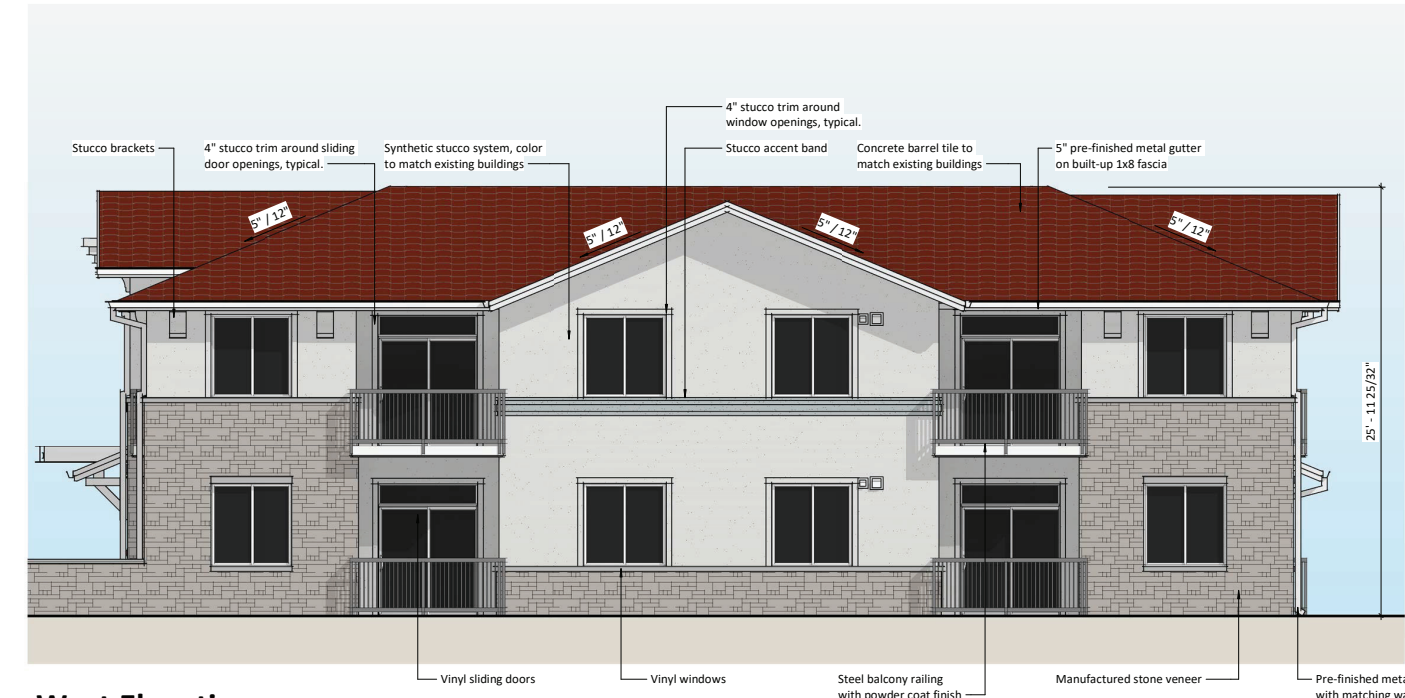 4" stucco trim around
window openings, typical.
Stucco brackets
4" stucco trim around sliding
door openings, typical.
Synthetic stucco system, color
to match existing buildings
Stucco accent band
Concrete barrel tile to
match existing buildings
5" pre-finished metal gutter
on built-up 1x8 fascia
5" / 12"
5" / 12"
5" / 12"
5" / 12"
25' - 11 25/32"
Vinyl sliding doors
Vinyl windows
Steel balcony railing
with powder coat finish
Manufactured stone veneer
Pre-finished meta
with matching wa
West Elevati